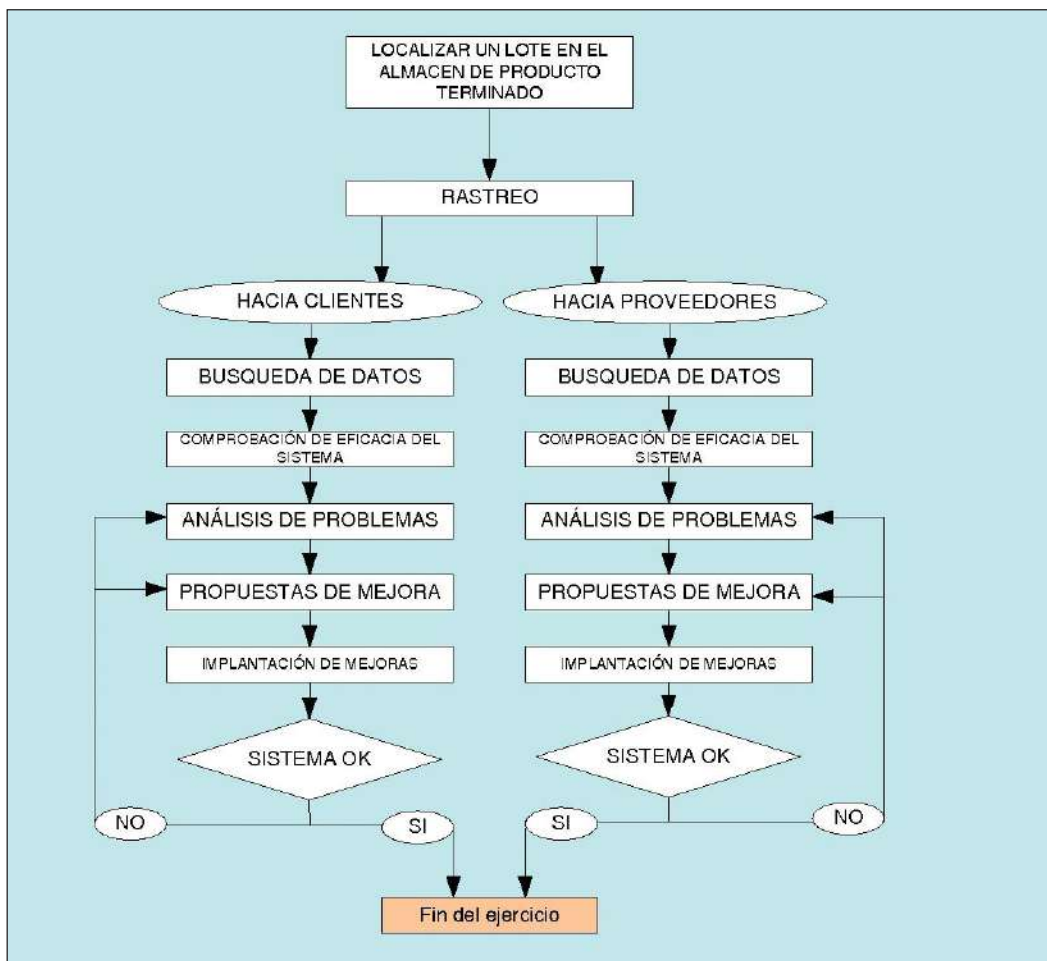 LOCALIZAR UN LOTE EN EL
ALMACEN DE PRODUCTO
TERMINADO
RASTREO
HACIA CLIENTES
HACIA PROVEEDORES
BUSQUEDA DE DATOS
BUSQUEDA DE DATOS
COMPROBACIÓN DE EFICACIA DEL
SISTEMA
COMPROBACIÓN DE EFICACIA DEL
SISTEMA
ANÁLISIS DE PROBLEMAS
ANÁLISIS DE PROBLEMAS
PROPUESTAS DE MEJORA
PROPUESTAS DE MEJORA
IMPLANTACIÓN DE MEJORAS
IMPLANTACIÓN DE MEJORAS
SISTEMA OK
SISTEMA OK
NO
SI
SI
NO
Fin del ejercicio